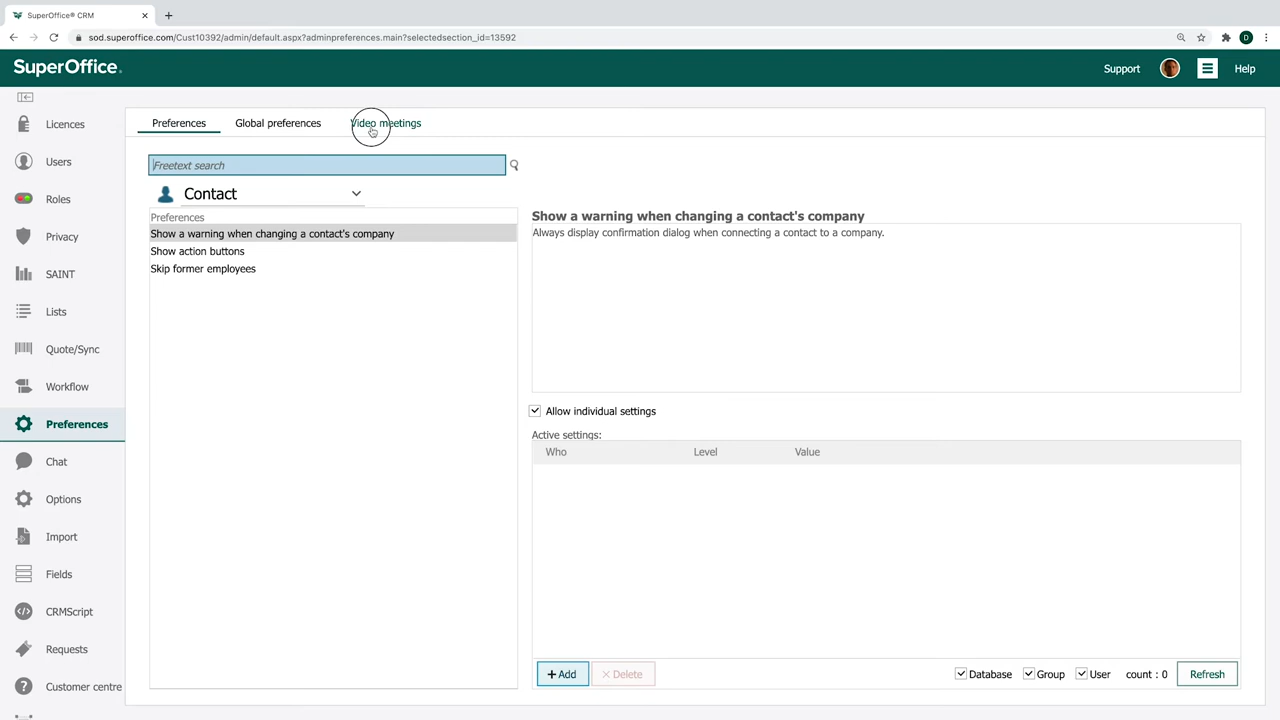 SuperOffice® CRM
sod.superoffice.com/Cust10392/admin/default.aspx?adminpreferences.main?selectedsection_id=13592
D
SuperOffice.
Support
Help
Licences
Users
Roles
Privacy
SAINT
Lists
Quote/Sync
Workflow
Preferences
Chat
Options
Import
Fields
CRMScript
Requests
Customer centre
Preferences
Global preferences
Video meetings
Freetext search
Contact
Preferences
Show a warning when changing a contact's company
Show action buttons
Skip former employees
Show a warning when changing a contact's company
Always display confirmation dialog when connecting a contact to a company.
Allow individual settings
Active settings:
Who Level Value
+ Add
× Delete
Database
Group
User
count : 0
Refresh